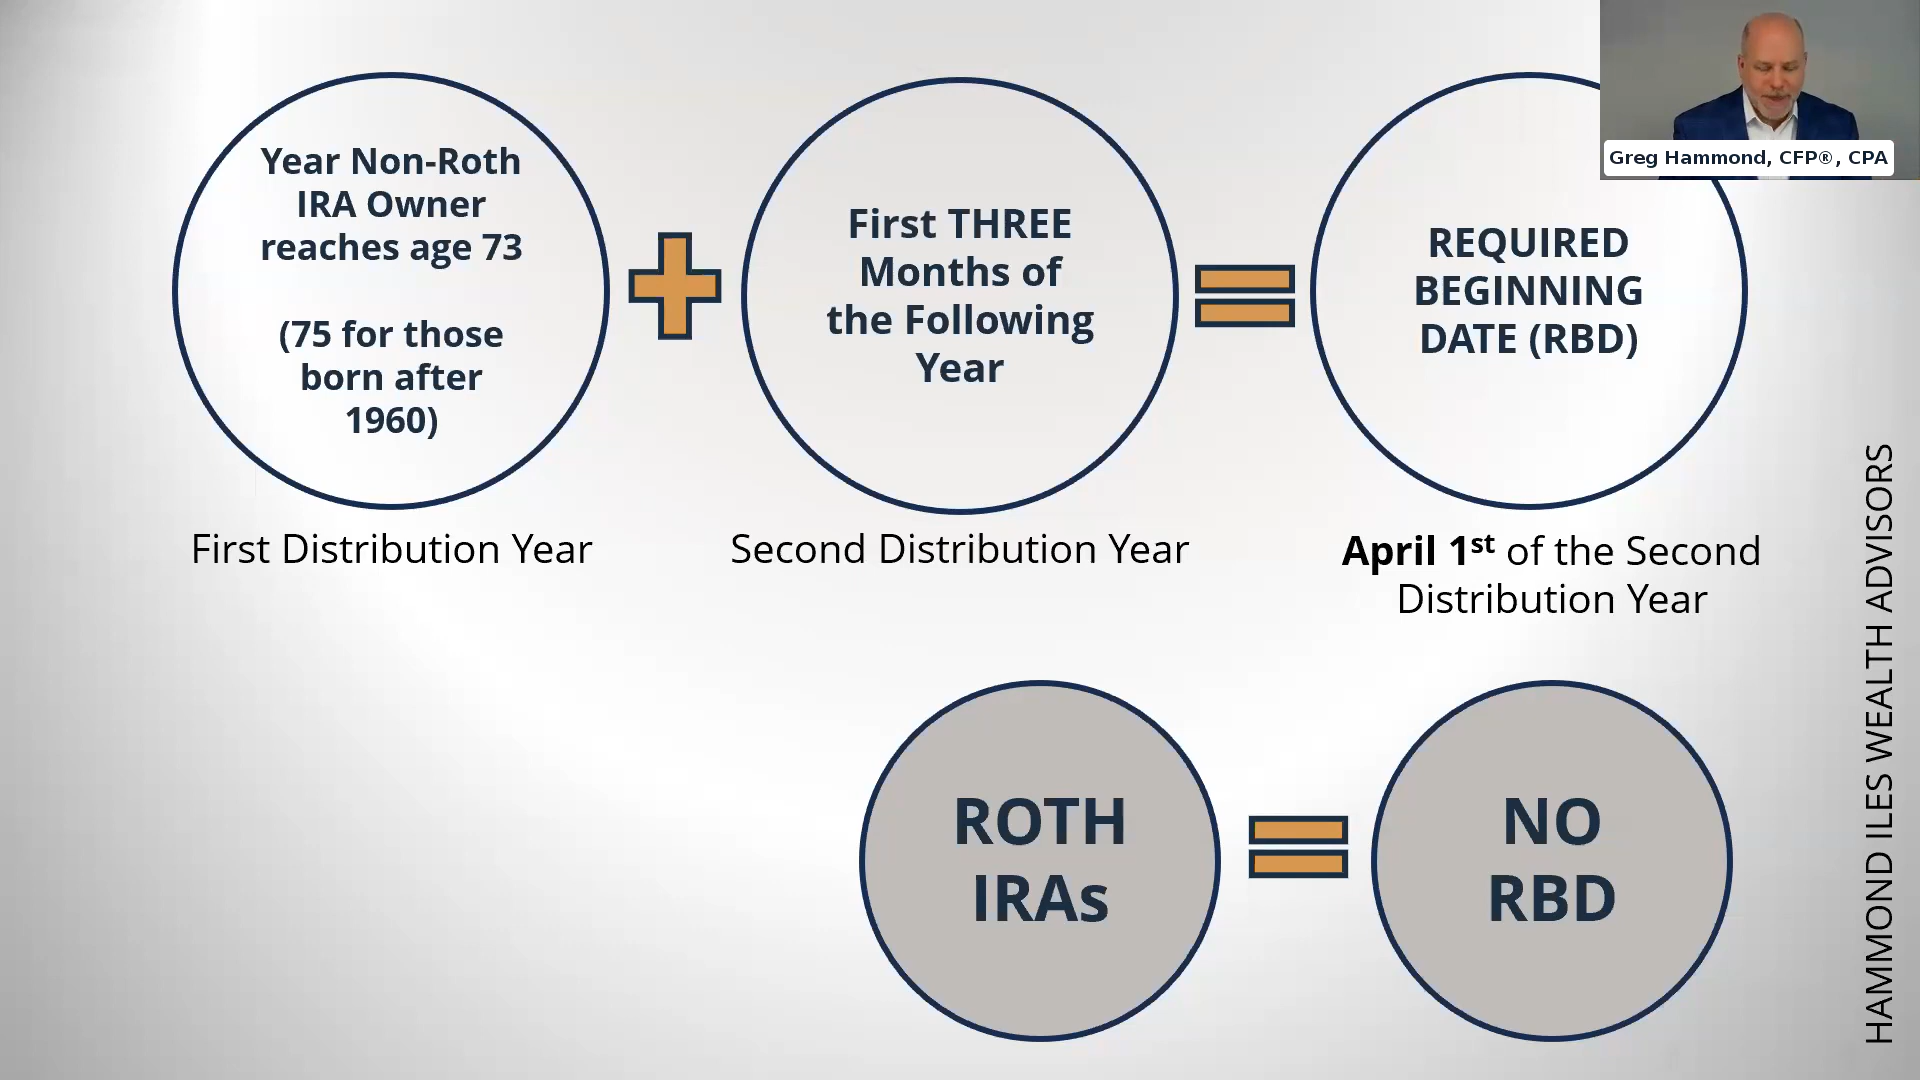 Greg Hammond, CFP®, CPA
Year Non-Roth
IRA Owner
reaches age 73
(75 for those
born after
1960)
First Distribution Year
First THREE
Months of
the Following
Year
Second Distribution Year
REQUIRED
BEGINNING
DATE (RBD)
April 1st of the Second
Distribution Year
ROTH
IRAs
NO
RBD
HAMMOND ILES WEALTH ADVISORS